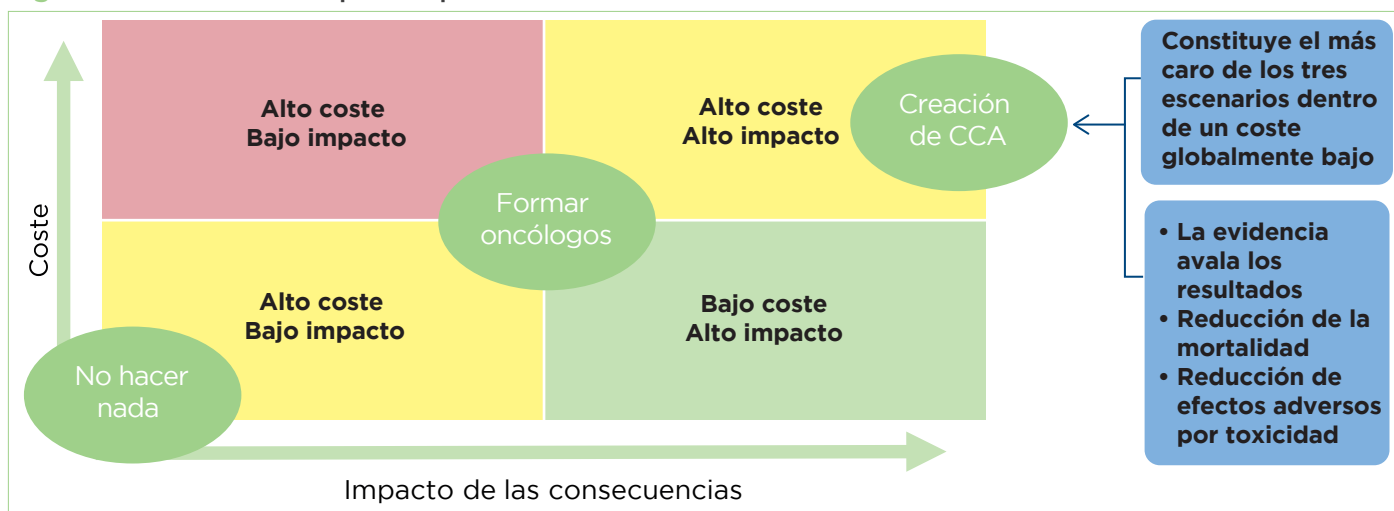 Coste
Alto coste
Bajo impacto
Alto coste
Alto impacto
Creación
de CCA
Formar
oncólogos
Alto coste
Bajo impacto
Bajo coste
Alto impacto
No hacer
nada
Impacto de las consecuencias
Constituye el más
caro de los tres
escenarios dentro
de un coste
globalmente bajo
• La evidencia
avala los
resultados
• Reducción de la
mortalidad
• Reducción de
efectos adversos
por toxicidad